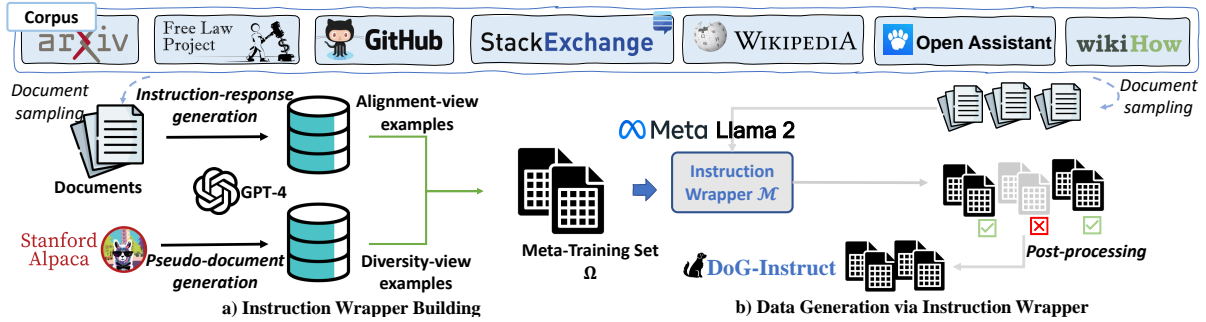 Corpus
arXiv
Free Law
Project
GitHub
StackExchange
WIKIPEDIA
Open Assistant
wikiHow
Document
sampling
Instruction-response
generation
Alignment-view
examples
Documents
GPT-4
Stanford
Alpaca
Pseudo-document
generation
Diversity-view
examples
a) Instruction Wrapper Building
Meta-Training Set
Ω
Meta Llama 2
Instruction
Wrapper ℳ
Document
sampling
Post-processing
DoG-Instruct
b) Data Generation via Instruction Wrapper